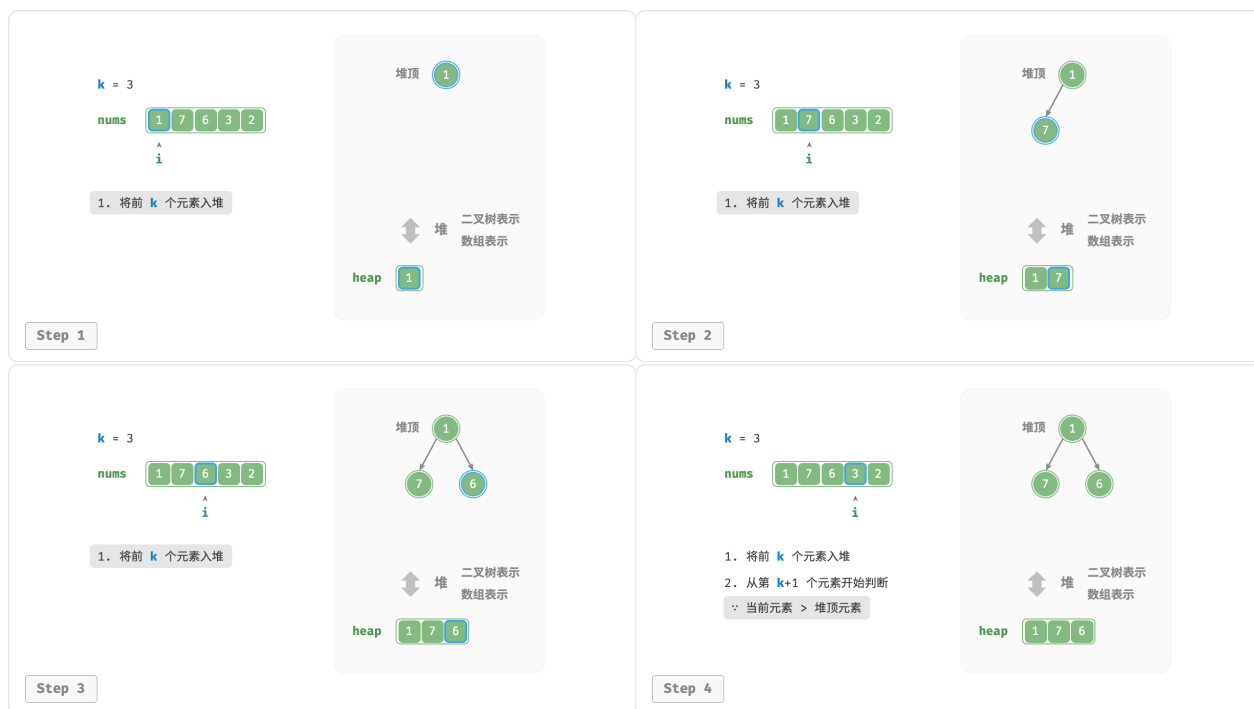 k = 3
nums 1 7 6 3 2
i
1. 将前 k 个元素入堆
堆顶 1
堆 二叉树表示
数组表示
heap 1
Step 1
k = 3
nums 1 7 6 3 2
i
1. 将前 k 个元素入堆
堆顶 1
7
堆 二叉树表示
数组表示
heap 1 7
Step 2
k = 3
nums 1 7 6 3 2
i
1. 将前 k 个元素入堆
堆顶 1
7 6
堆 二叉树表示
数组表示
heap 1 7 6
Step 3
k = 3
nums 1 7 6 3 2
i
1. 将前 k 个元素入堆
2. 从第 k+1 个元素开始判断
∵ 当前元素 > 堆顶元素
堆顶 1
7 6
堆 二叉树表示
数组表示
heap 1 7 6
Step 4